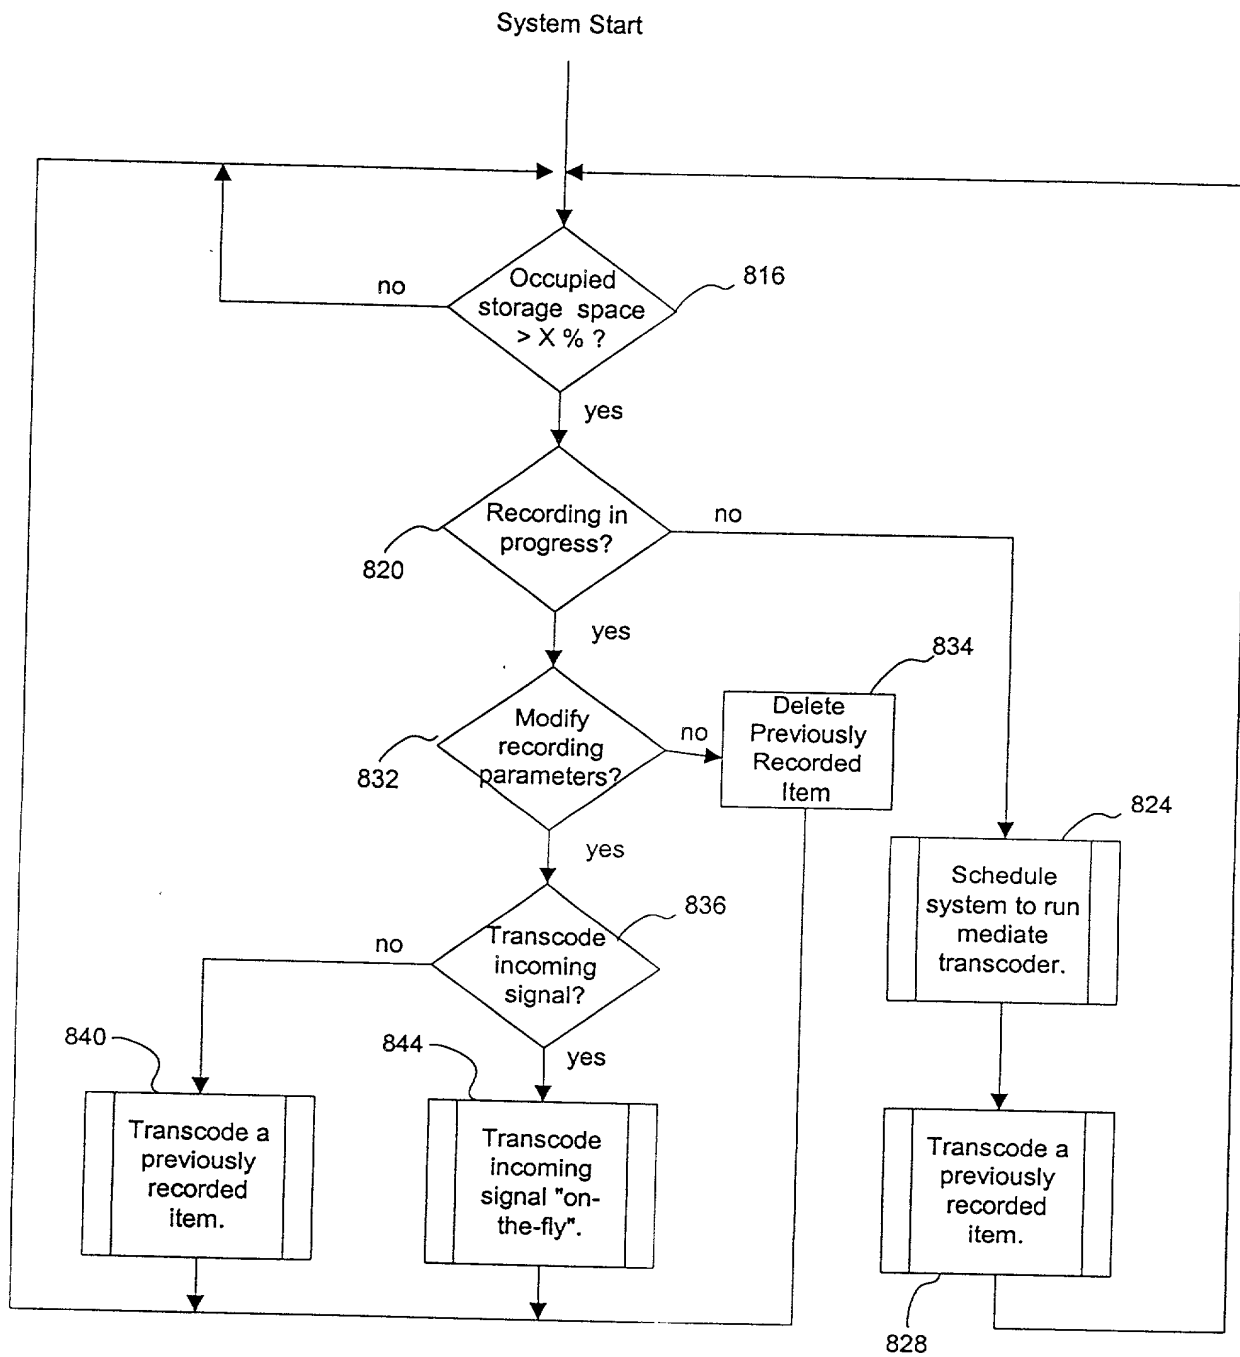 System Start
Occupied
storage space
> X % ?
816
no
yes
Recording in
progress?
820
no
yes
Modify
recording
parameters?
832
no
Delete
Previously
Recorded
Item
834
yes
824
Schedule
system to run
mediate
transcoder.
Transcode
incoming
signal?
836
no
yes
840
Transcode a
previously
recorded
item.
844
Transcode
incoming
signal "on-
the-fly".
Transcode a
previously
recorded
item.
828